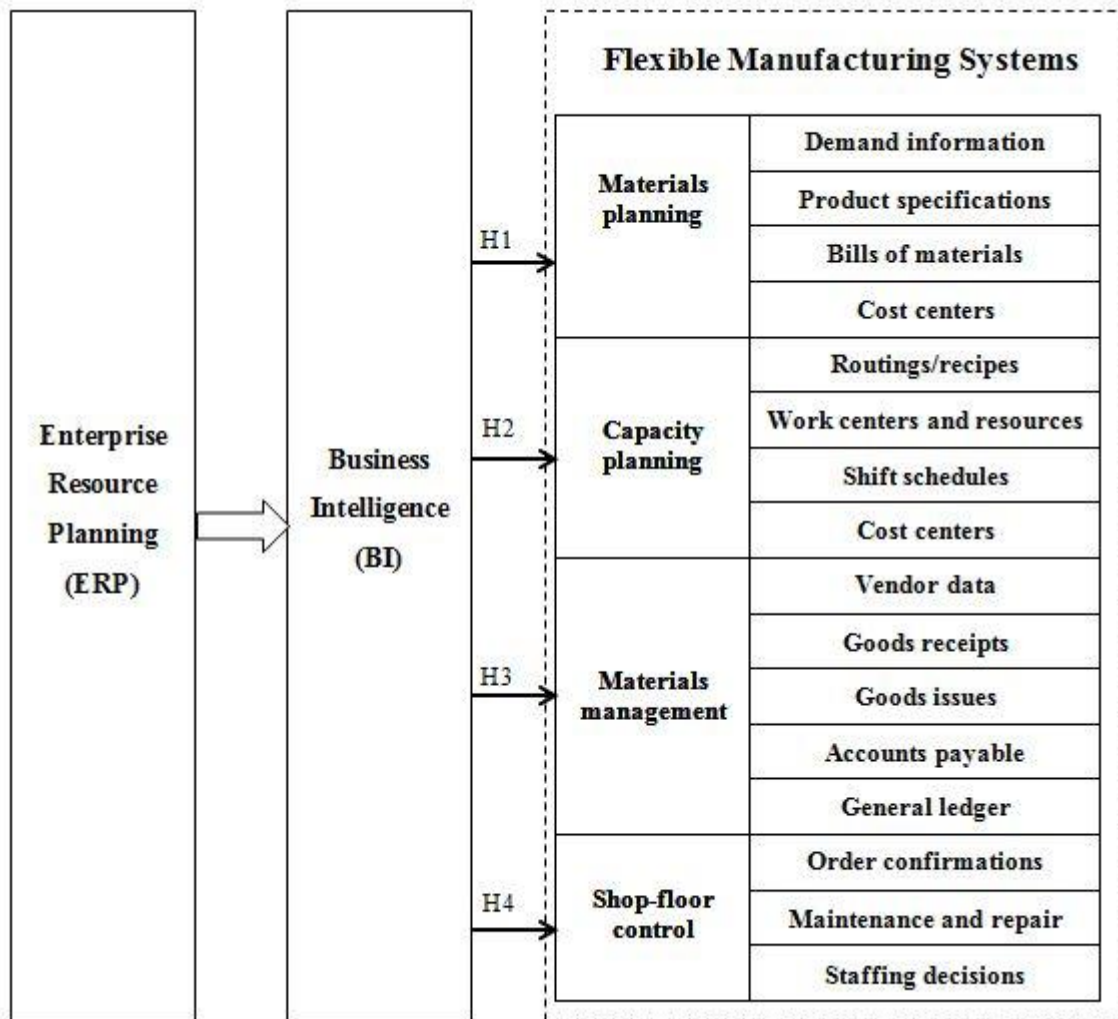 Enterprise
Resource
Planning
(ERP)
Business
Intelligence
(BI)
H1
H2
H3
H4
Flexible Manufacturing Systems
Materials
planning
Demand information
Product specifications
Bills of materials
Cost centers
Capacity
planning
Routings/recipes
Work centers and resources
Shift schedules
Cost centers
Materials
management
Vendor data
Goods receipts
Goods issues
Accounts payable
General ledger
Shop-floor
control
Order confirmations
Maintenance and repair
Staffing decisions